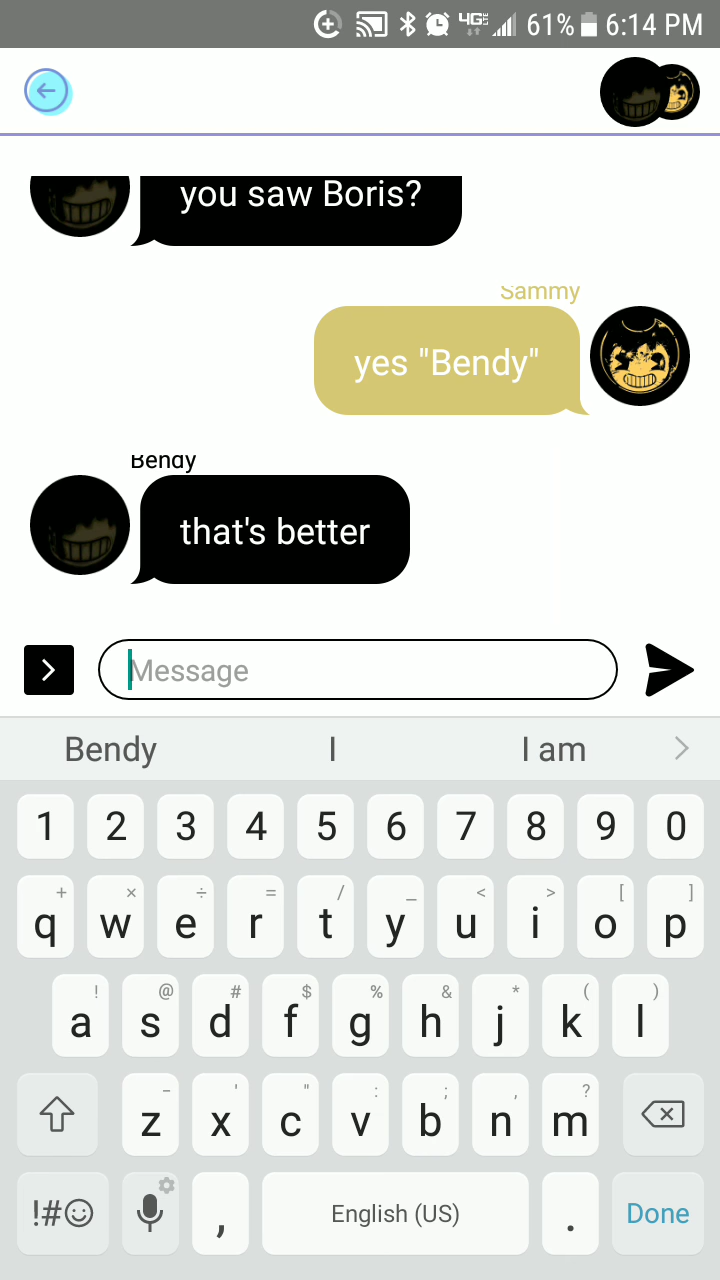 61% 6:14 PM
you saw Boris?
Sammy
yes "Bendy"
Bendy
that's better
Message
Bendy I I am
1 2 3 4 5 6 7 8 9 0
+ × ÷ = / _ < > [ ]
q w e r t y u i o p
! @ # $ % & * ( )
a s d f g h j k l
- ' " : ; , ?
z x c v b n m
!#☺ , English (US) . Done